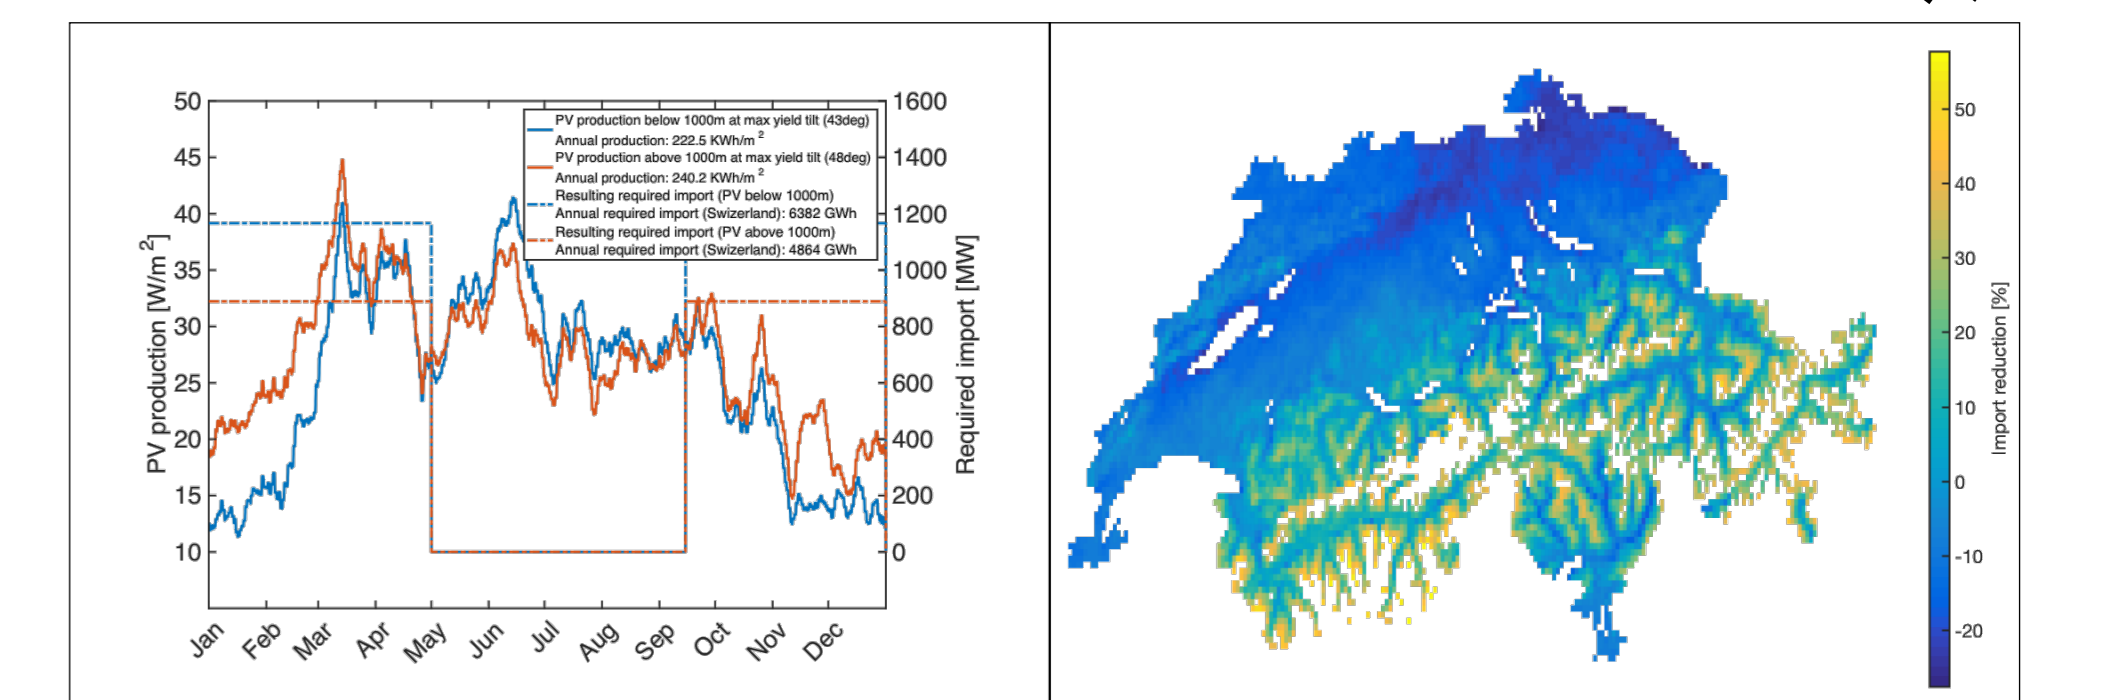 50
45
40
35
30
25
20
15
10
PV production [W/m 2]
1600
1400
1200
1000
800
600
400
200
0
Required import [MW]
PV production below 1000m at max yield tilt (43deg)
Annual production: 222.5 KWh/m 2
PV production above 1000m at max yield tilt (48deg)
Annual production: 240.2 KWh/m 2
Resulting required import (PV below 1000m)
Annual required import (Swizerland): 6382 GWh
Resulting required import (PV above 1000m)
Annual required import (Swizerland): 4864 GWh
Jan
Feb
Mar
Apr
May
Jun
Jul
Aug
Sep
Oct
Nov
Dec
50
40
30
20
10
0
-10
-20
Import reduction [%]